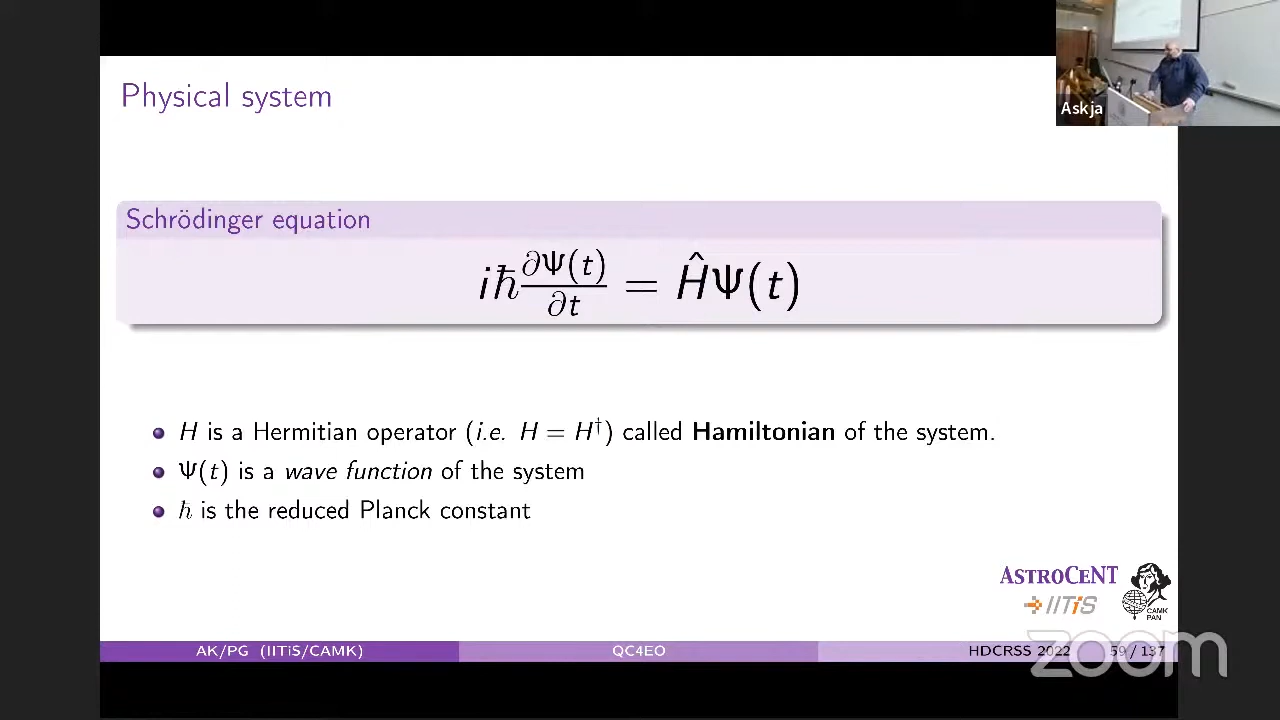 Physical system
Askja
Schrödinger equation
iℏ ∂Ψ(t)/∂t = ĤΨ(t)
H is a Hermitian operator (i.e. H = H†) called Hamiltonian of the system.
Ψ(t) is a wave function of the system
ℏ is the reduced Planck constant
ASTROCENT
IITiS
CAMK
PAN
AK/PG (IITiS/CAMK)
QC4EO
HDCRSS 2022
59 / 137
zoom